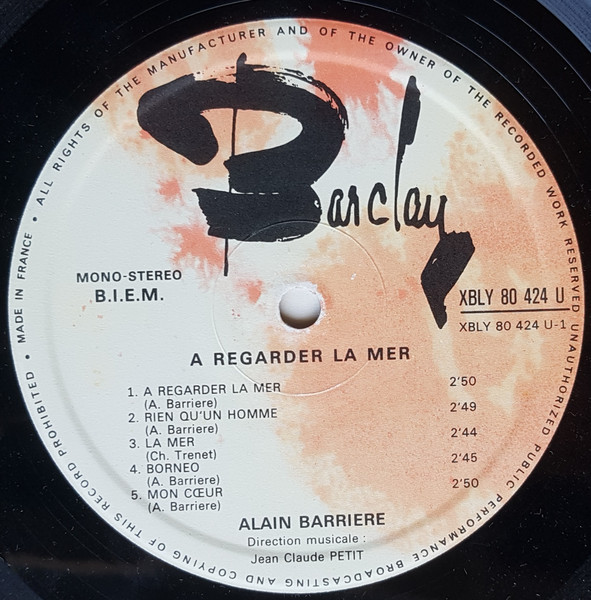 ALL RIGHTS OF THE MANUFACTURER AND OF THE OWNER OF THE RECORDED WORK RESERVED UNAUTHORIZED PUBLIC PERFORMANCE BROADCASTING AND COPYING OF THIS RECORD PROHIBITED • MADE IN FRANCE •
Barclay
MONO-STEREO
B.I.E.M.
XBLY 80 424 U
XBLY 80 424 U-1
A REGARDER LA MER
1. A REGARDER LA MER 2'50
(A. Barriere)
2. RIEN QU'UN HOMME 2'49
(A. Barriere)
3. LA MER 2'44
(Ch. Trenet)
4. BORNEO 2'45
(A. Barriere)
5. MON CŒUR 2'50
(A. Barriere)
ALAIN BARRIERE
Direction musicale :
Jean Claude PETIT